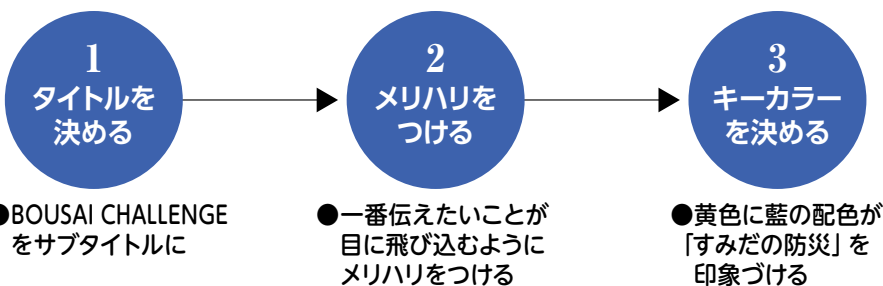 1
タイトルを
決める
2
メリハリを
つける
3
キーカラー
を決める
●BOUSAI CHALLENGE
をサブタイトルに
●一番伝えたいことが
目に飛び込むように
メリハリをつける
●黄色に藍の配色が
「すみだの防災」を
印象づける